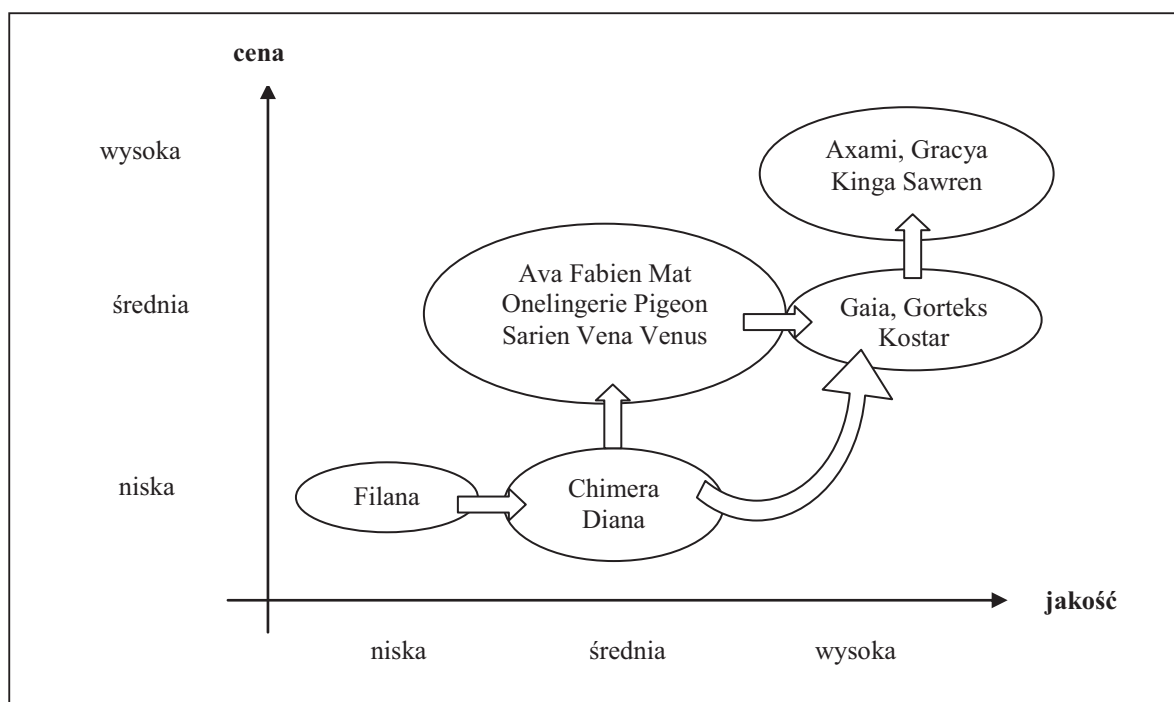 cena
wysoka
Axami, Gracya
Kinga Sawren
średnia
Ava Fabien Mat
Onelingerie Pigeon
Sarien Vena Venus
Gaia, Gorteks
Kostar
niska
Filana
Chimera
Diana
jakość
niska
średnia
wysoka